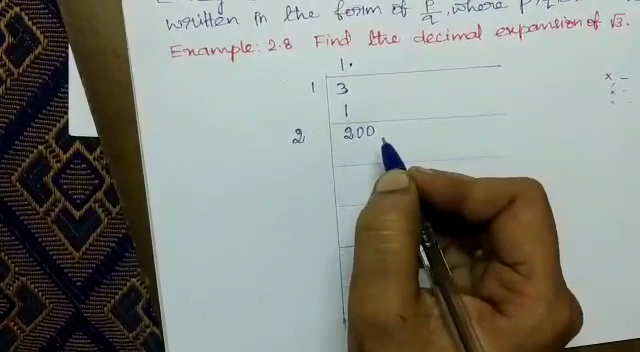 written in the form of p/q, where p, q
Example: 2.8 Find the decimal expansion of √3.
1.
1 3
1
2 200
x -